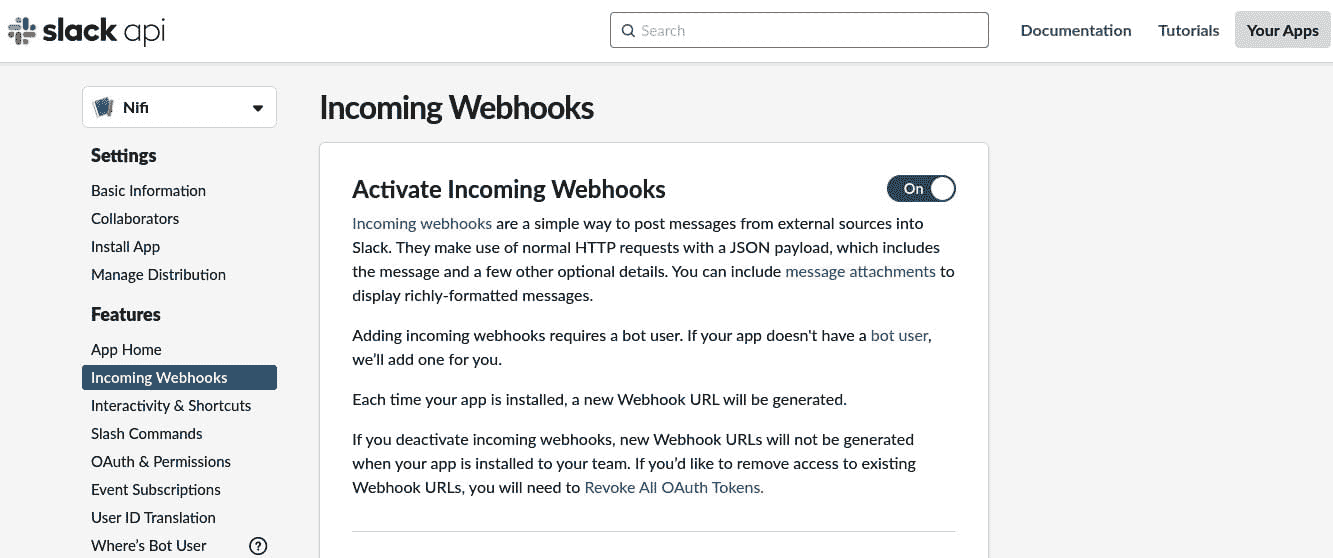 slack api
Search
Documentation
Tutorials
Your Apps
Nifi
Settings
Basic Information
Collaborators
Install App
Manage Distribution
Features
App Home
Incoming Webhooks
Interactivity & Shortcuts
Slash Commands
OAuth & Permissions
Event Subscriptions
User ID Translation
Where’s Bot User
?
Incoming Webhooks
Activate Incoming Webhooks
On
Incoming webhooks are a simple way to post messages from external sources into
Slack. They make use of normal HTTP requests with a JSON payload, which includes
the message and a few other optional details. You can include message attachments to
display richly-formatted messages.
Adding incoming webhooks requires a bot user. If your app doesn't have a bot user,
we’ll add one for you.
Each time your app is installed, a new Webhook URL will be generated.
If you deactivate incoming webhooks, new Webhook URLs will not be generated
when your app is installed to your team. If you’d like to remove access to existing
Webhook URLs, you will need to Revoke All OAuth Tokens.